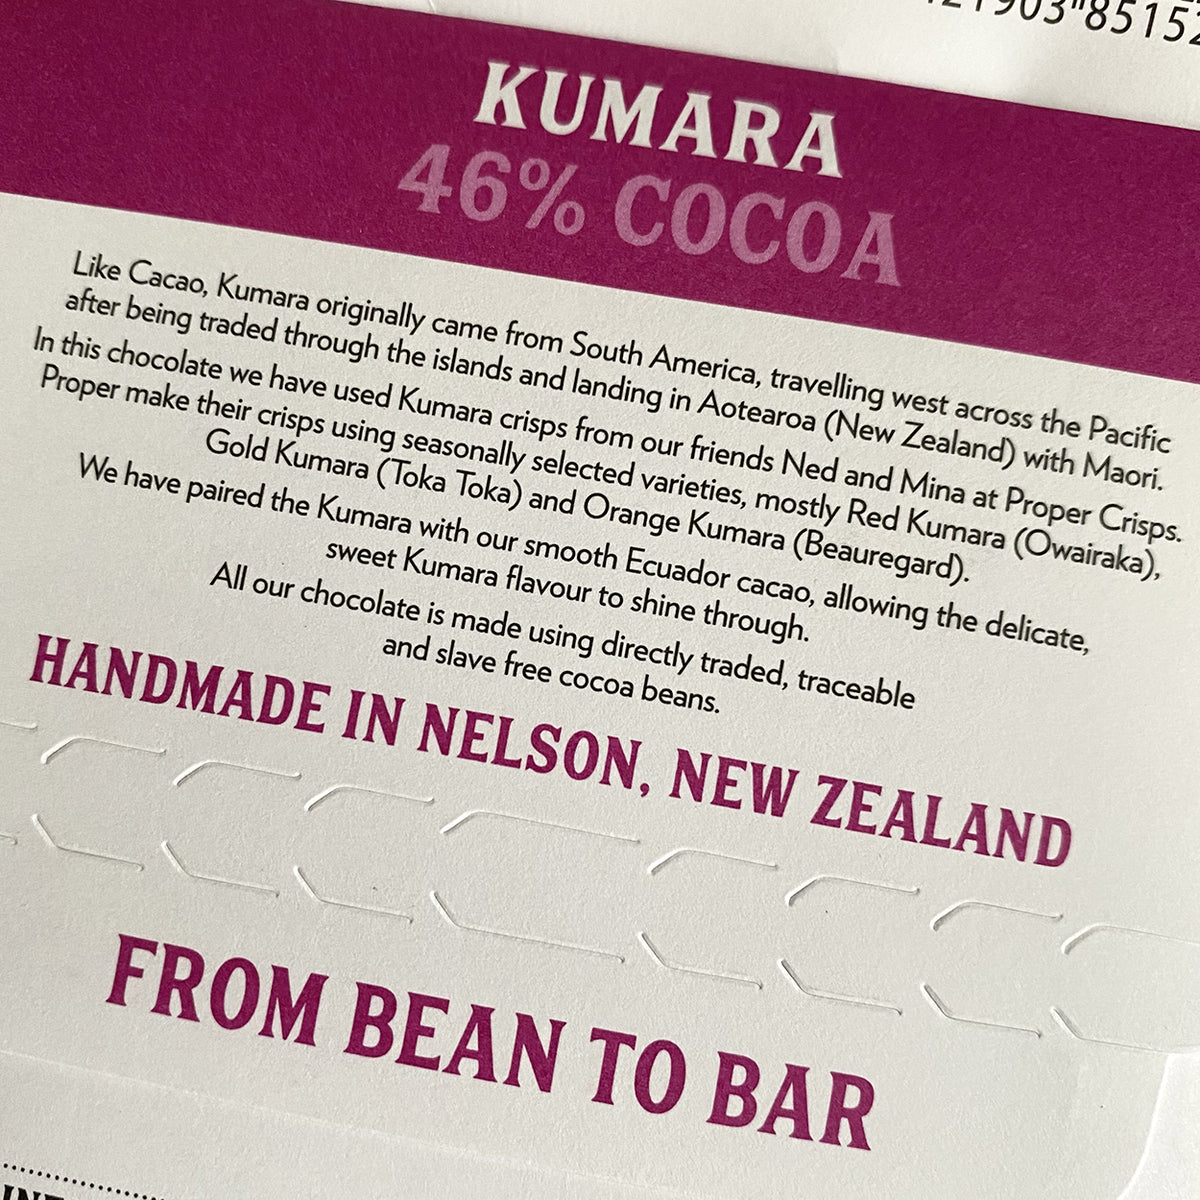 KUMARA
46% COCOA
Like Cacao, Kumara originally came from South America, travelling west across the Pacific
after being traded through the islands and landing in Aotearoa (New Zealand) with Maori.
In this chocolate we have used Kumara crisps from our friends Ned and Mina at Proper Crisps.
Proper make their crisps using seasonally selected varieties, mostly Red Kumara (Owairaka),
Gold Kumara (Toka Toka) and Orange Kumara (Beauregard).
We have paired the Kumara with our smooth Ecuador cacao, allowing the delicate,
sweet Kumara flavour to shine through.
All our chocolate is made using directly traded, traceable
and slave free cocoa beans.
HANDMADE IN NELSON, NEW ZEALAND
FROM BEAN TO BAR